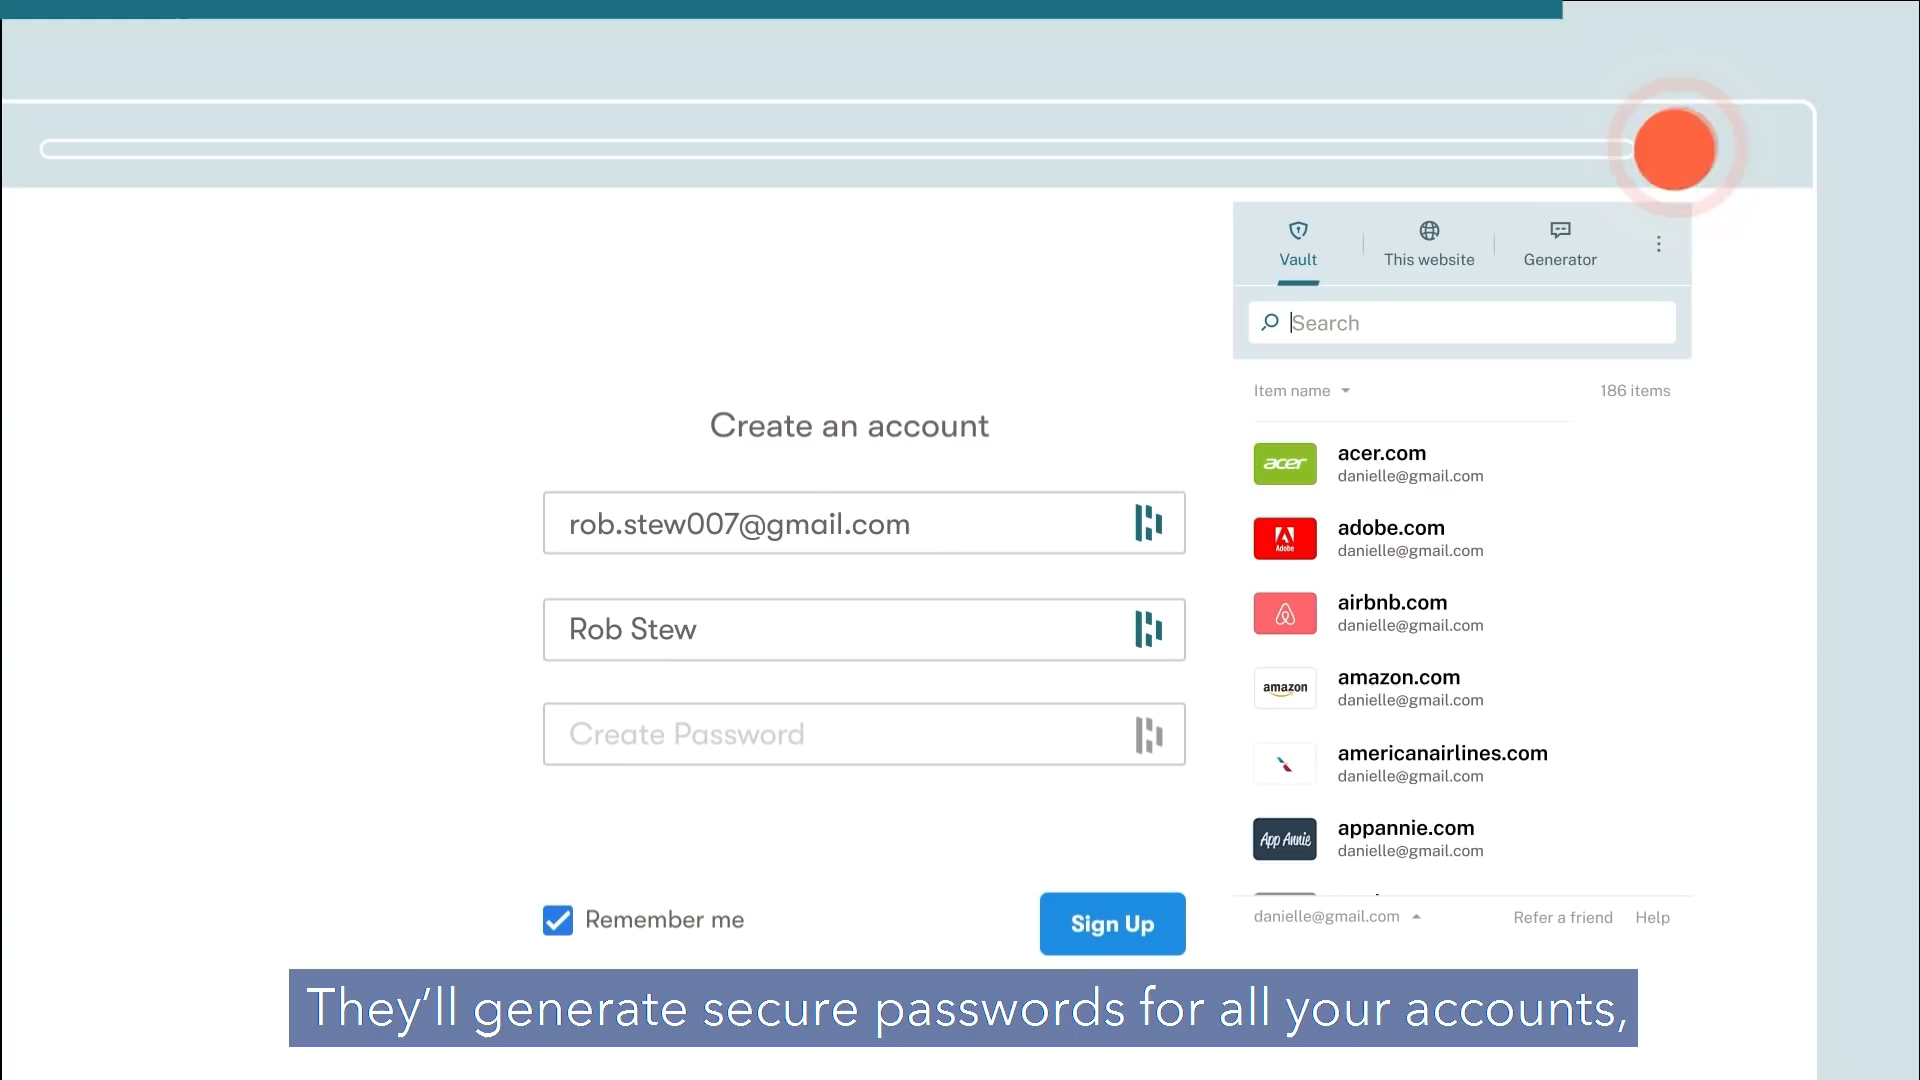 Vault
This website
Generator
Search
Item name
186 items
Create an account
rob.stew007@gmail.com
Rob Stew
Create Password
Remember me
Sign Up
acer
acer.com
danielle@gmail.com
Adobe
adobe.com
danielle@gmail.com
airbnb.com
danielle@gmail.com
amazon
amazon.com
danielle@gmail.com
americanairlines.com
danielle@gmail.com
App Annie
appannie.com
danielle@gmail.com
danielle@gmail.com
Refer a friend
Help
They’ll generate secure passwords for all your accounts,